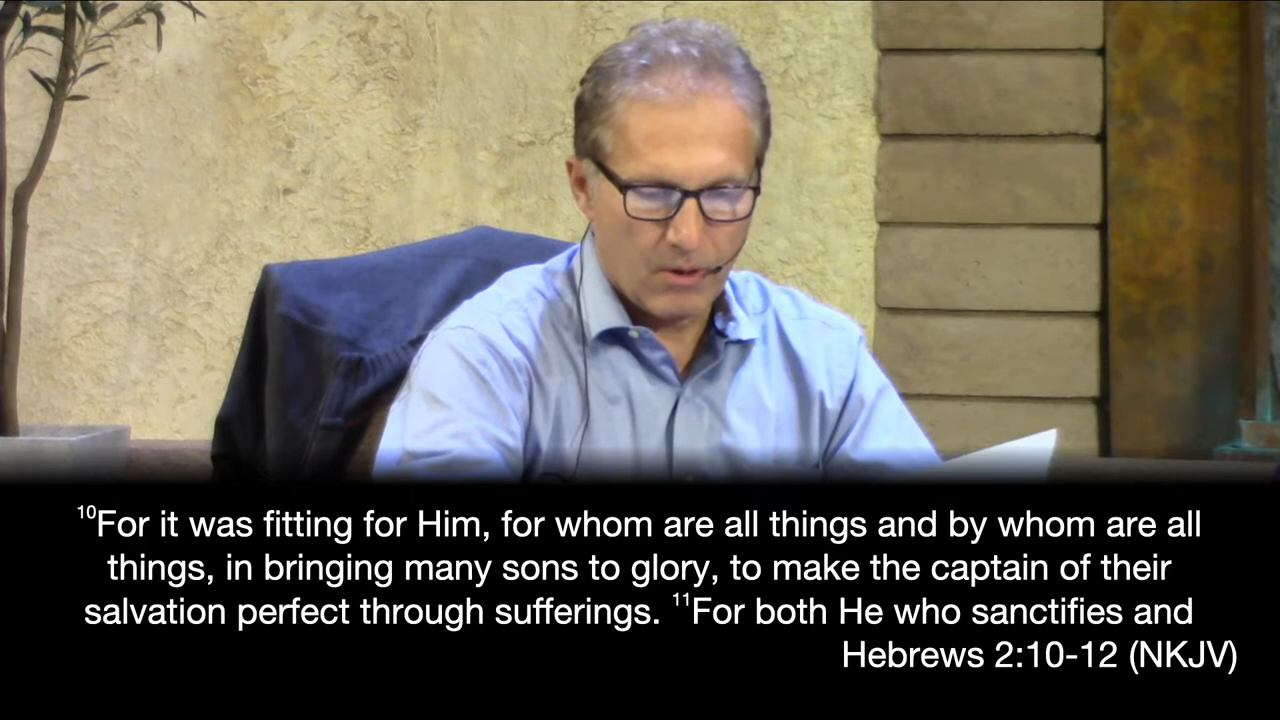 ¹⁰For it was fitting for Him, for whom are all things and by whom are all
things, in bringing many sons to glory, to make the captain of their
salvation perfect through sufferings. ¹¹For both He who sanctifies and
Hebrews 2:10-12 (NKJV)